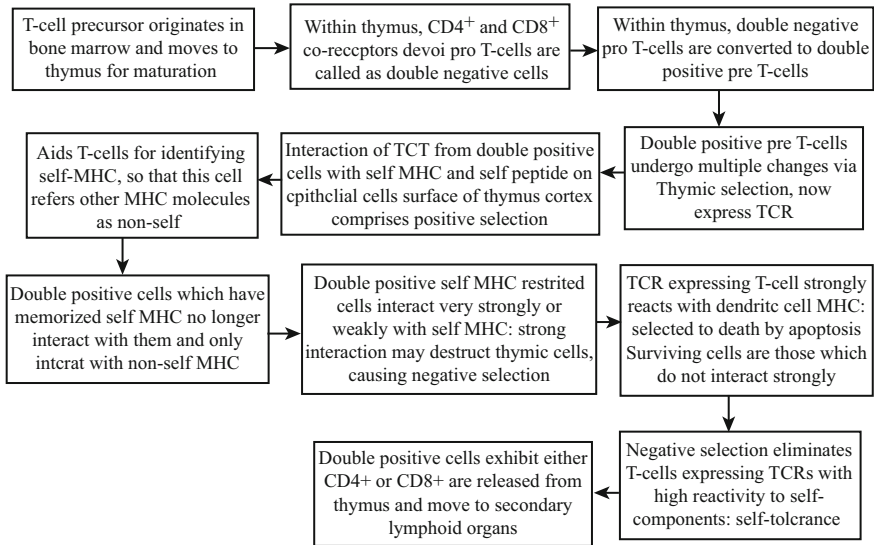 T-cell precursor originates in
bone marrow and moves to
thymus for maturation
Within thymus, CD4⁺ and CD8⁺
co-reccptors devoi pro T-cells are
called as double negative cells
Within thymus, double negative
pro T-cells are converted to double
positive pre T-cells
Double positive pre T-cells
undergo multiple changes via
Thymic selection, now
express TCR
Interaction of TCT from double positive
cells with self MHC and self peptide on
cpithclial cells surface of thymus cortex
comprises positive selection
Aids T-cells for identifying
self-MHC, so that this cell
refers other MHC molecules
as non-self
Double positive cells which have
memorized self MHC no longer
interact with them and only
intcrat with non-self MHC
Double positive self MHC restrited
cells interact very strongly or
weakly with self MHC: strong
interaction may destruct thymic cells,
causing negative selection
TCR expressing T-cell strongly
reacts with dendritc cell MHC:
selected to death by apoptosis
Surviving cells are those which
do not interact strongly
Negative selection eliminates
T-cells expressing TCRs with
high reactivity to self-
components: self-tolcrance
Double positive cells exhibit either
CD4+ or CD8+ are released from
thymus and move to secondary
lymphoid organs